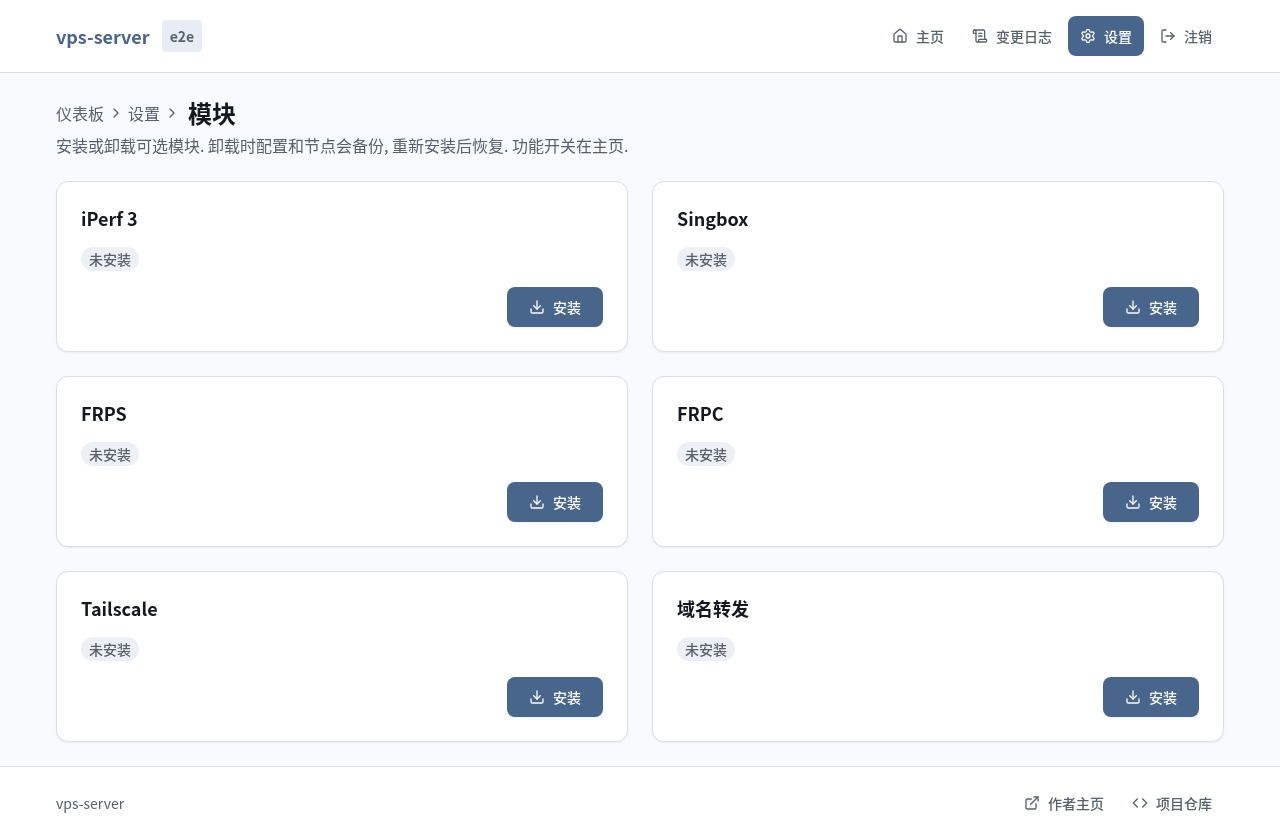 vps-server e2e 主页 变更日志 设置 注销
仪表板 设置 模块
安装或卸载可选模块. 卸载时配置和节点会备份, 重新安装后恢复. 功能开关在主页.
iPerf 3
未安装
安装
Singbox
未安装
安装
FRPS
未安装
安装
FRPC
未安装
安装
Tailscale
未安装
安装
域名转发
未安装
安装
vps-server 作者主页 项目仓库